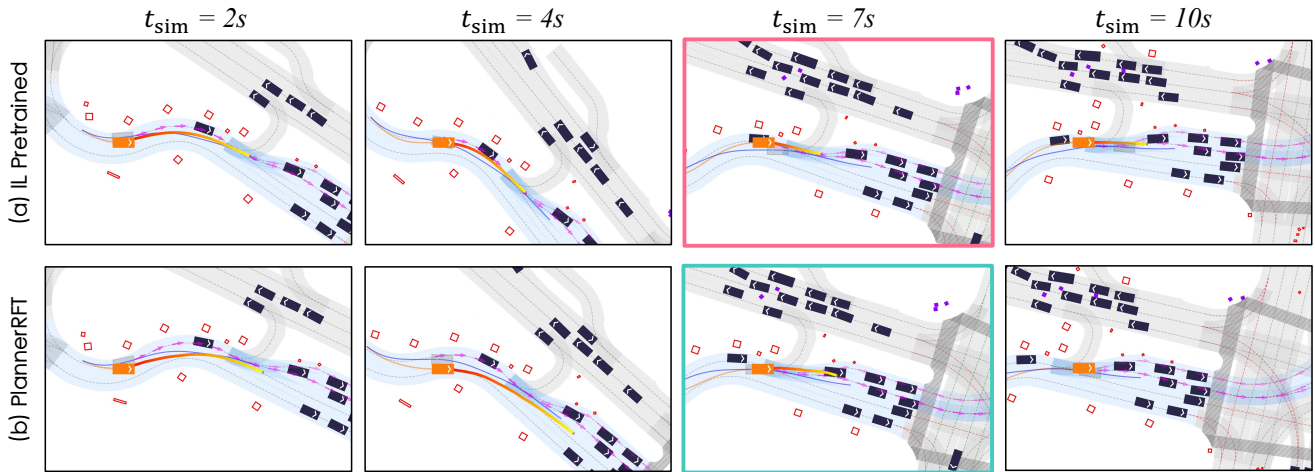 t_sim = 2s
t_sim = 4s
t_sim = 7s
t_sim = 10s
(a) IL Pretrained
(b) PlannerRFT